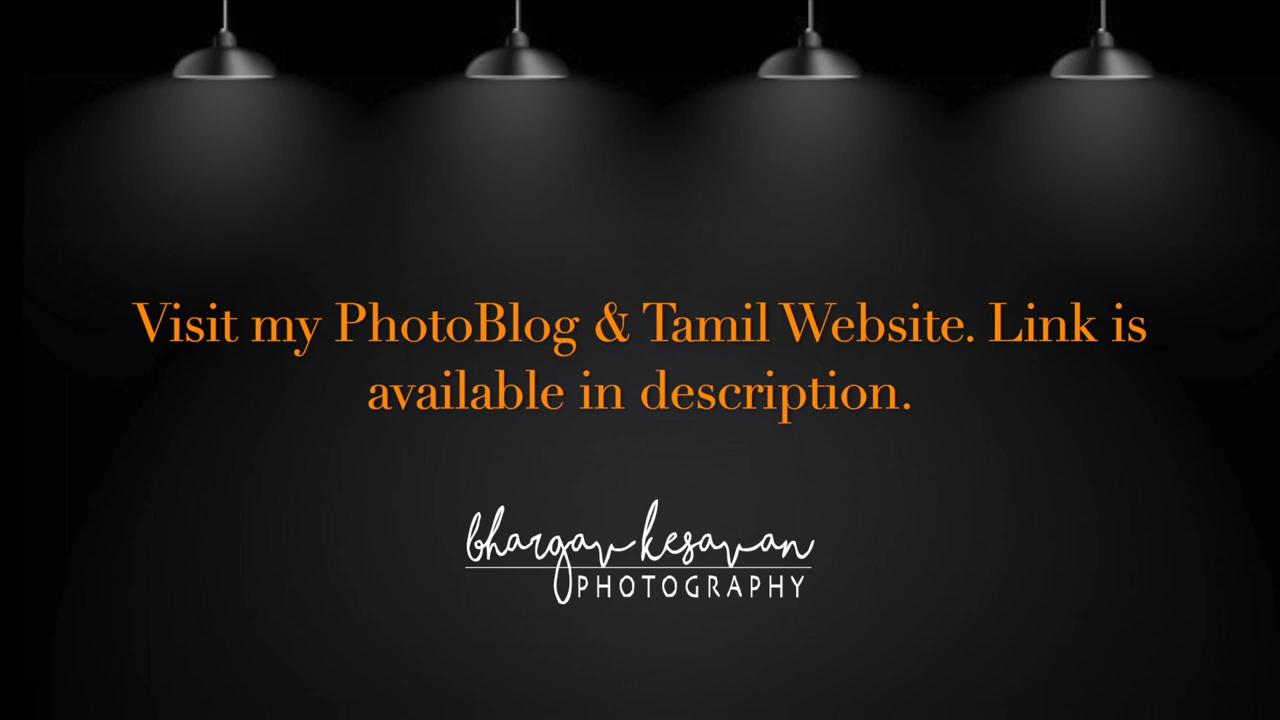 Visit my PhotoBlog & Tamil Website. Link is
available in description.
bhargav kesavan
PHOTOGRAPHY